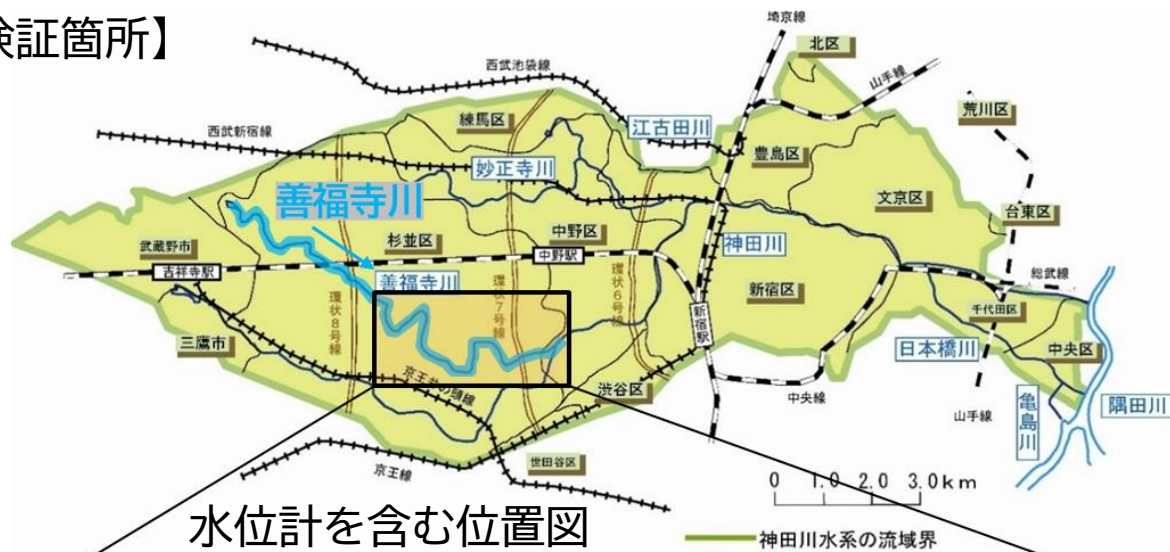 検証箇所】
埼京線
北区
西武池袋線
山手線
荒川区
西武新宿線
練馬区
江古田川
豊島区
妙正寺川
文京区
善福寺川
台東区
武蔵野市
杉並区
中野区
神田川
吉祥寺駅
中野駅
善福寺川
環状7号線
環状6号線
総武線
新宿区
千代田区
環状8号線
新宿駅
三鷹市
日本橋川
中央区
京王井の頭線
渋谷区
中央線
山手線
亀島川
隅田川
京王線
世田谷区
0 1.0 2.0 3.0km
水位計を含む位置図
神田川水系の流域界